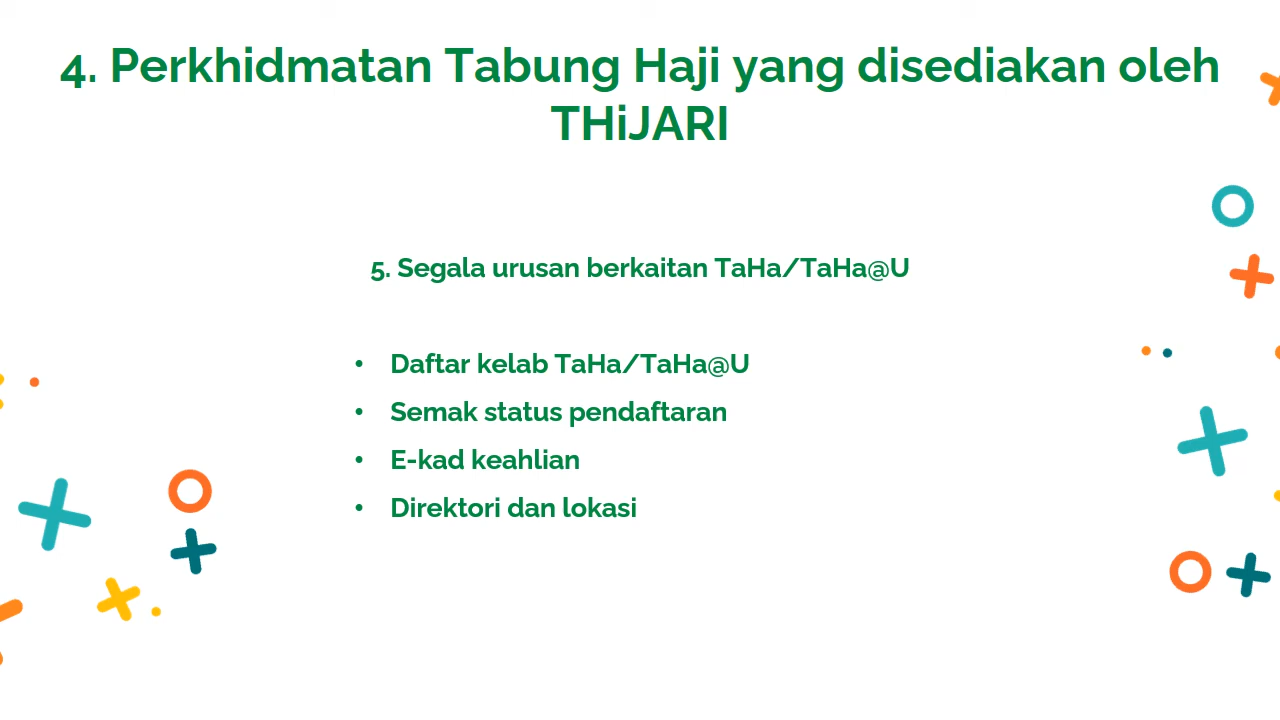 4. Perkhidmatan Tabung Haji yang disediakan oleh
THiJARI
5. Segala urusan berkaitan TaHa/TaHa@U
• Daftar kelab TaHa/TaHa@U
• Semak status pendaftaran
• E-kad keahlian
• Direktori dan lokasi